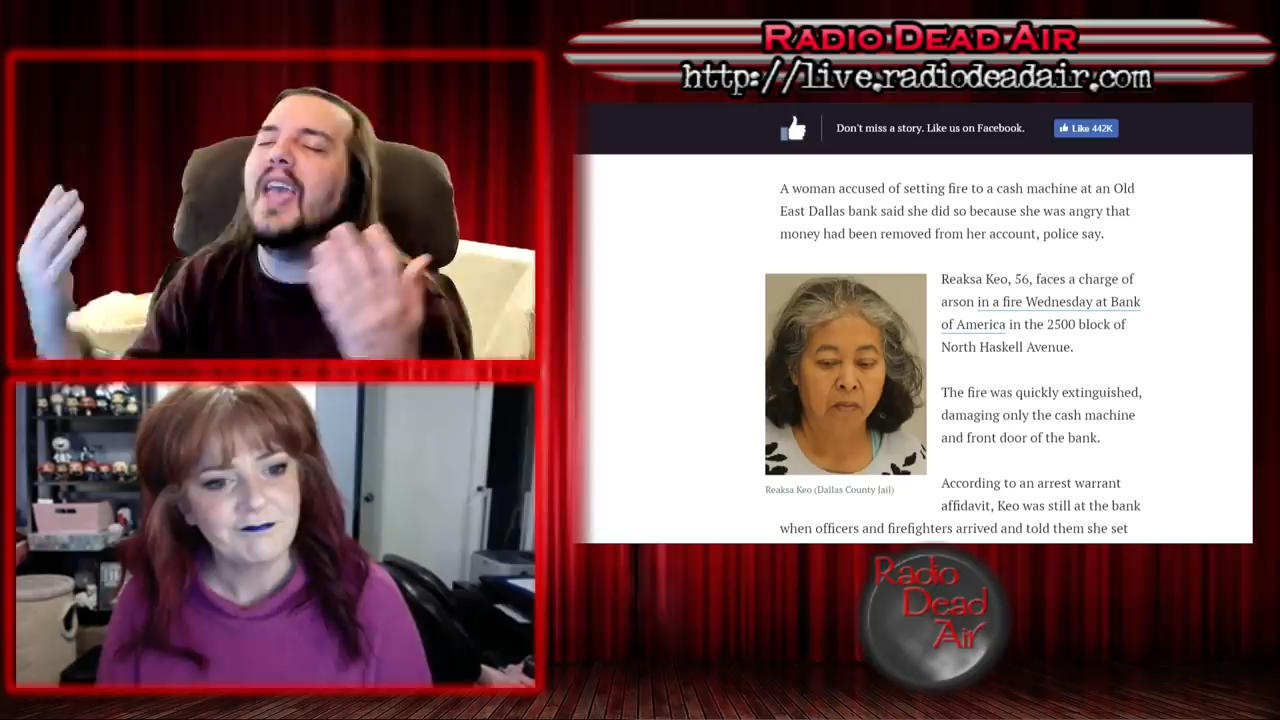 RADIO DEAD AIR
http://live.radiodeadair.com
Don't miss a story. Like us on Facebook.
Like 442K
A woman accused of setting fire to a cash machine at an Old
East Dallas bank said she did so because she was angry that
money had been removed from her account, police say.
Reaksa Keo, 56, faces a charge of
arson in a fire Wednesday at Bank
of America in the 2500 block of
North Haskell Avenue.
The fire was quickly extinguished,
damaging only the cash machine
and front door of the bank.
Reaksa Keo (Dallas County Jail)
According to an arrest warrant
affidavit, Keo was still at the bank
when officers and firefighters arrived and told them she set
Radio
Dead
Air